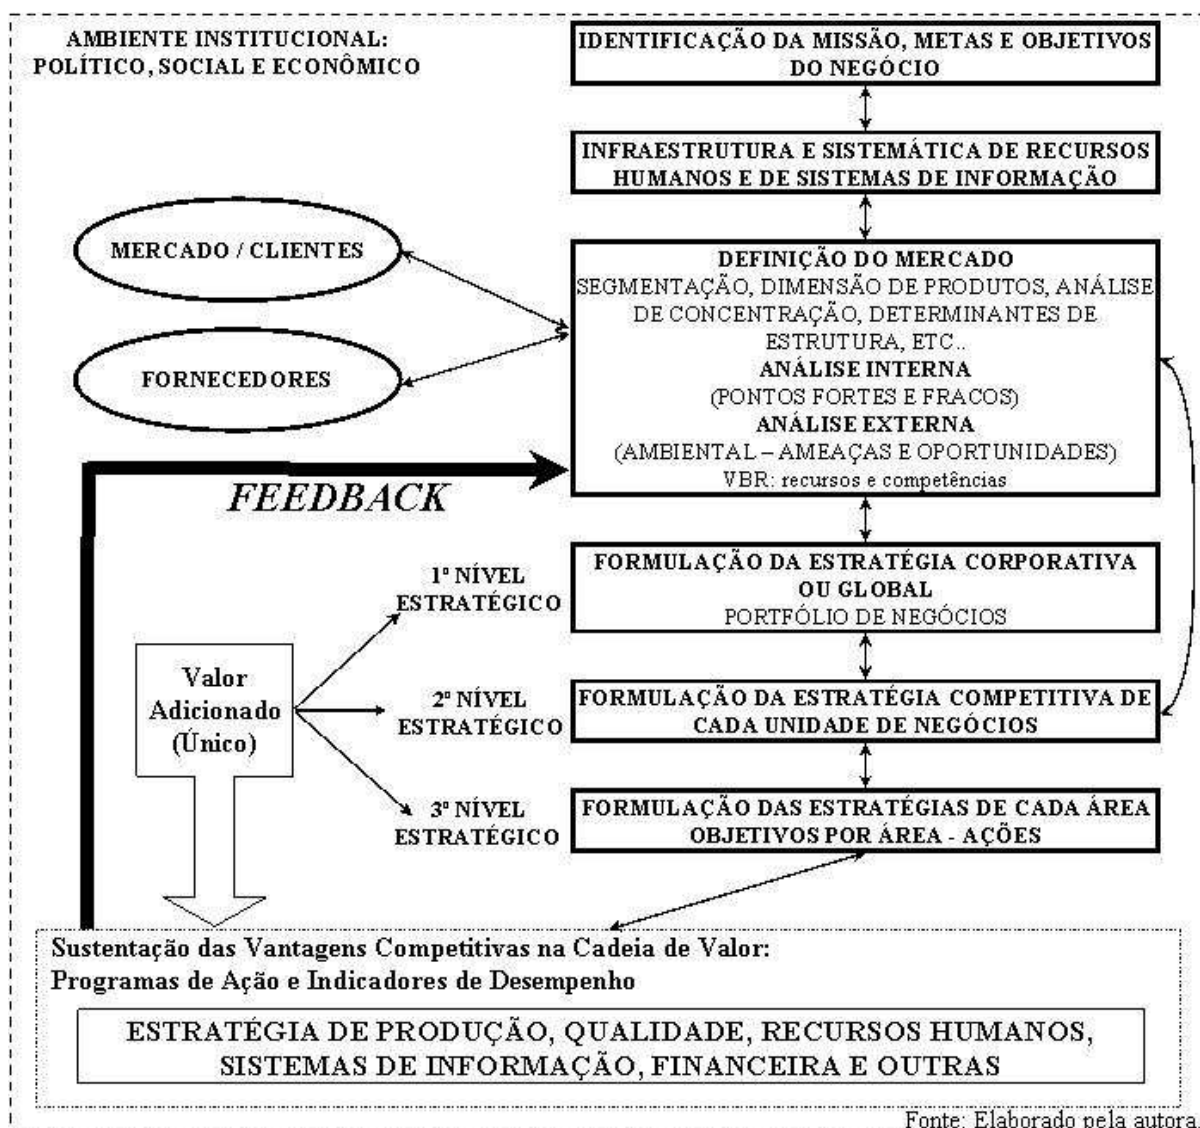 AMBIENTE INSTITUCIONAL:
POLÍTICO, SOCIAL E ECONÔMICO
IDENTIFICAÇÃO DA MISSÃO, METAS E OBJETIVOS
DO NEGÓCIO
INFRAESTRUTURA E SISTEMÁTICA DE RECURSOS
HUMANOS E DE SISTEMAS DE INFORMAÇÃO
MERCADO / CLIENTES
FORNECEDORES
DEFINIÇÃO DO MERCADO
SEGMENTAÇÃO, DIMENSÃO DE PRODUTOS, ANÁLISE
DE CONCENTRAÇÃO, DETERMINANTES DE
ESTRUTURA, ETC..
ANÁLISE INTERNA
(PONTOS FORTES E FRACOS)
ANÁLISE EXTERNA
(AMBIENTAL – AMEAÇAS E OPORTUNIDADES)
VBR: recursos e competências
FEEDBACK
1º NÍVEL
ESTRATÉGICO
FORMULAÇÃO DA ESTRATÉGIA CORPORATIVA
OU GLOBAL
PORTFÓLIO DE NEGÓCIOS
Valor
Adicionado
(Único)
2º NÍVEL
ESTRATÉGICO
FORMULAÇÃO DA ESTRATÉGIA COMPETITIVA DE
CADA UNIDADE DE NEGÓCIOS
3º NÍVEL
ESTRATÉGICO
FORMULAÇÃO DAS ESTRATÉGIAS DE CADA ÁREA
OBJETIVOS POR ÁREA - AÇÕES
Sustentação das Vantagens Competitivas na Cadeia de Valor:
Programas de Ação e Indicadores de Desempenho
ESTRATÉGIA DE PRODUÇÃO, QUALIDADE, RECURSOS HUMANOS,
SISTEMAS DE INFORMAÇÃO, FINANCEIRA E OUTRAS
Fonte: Elaborado pela autora